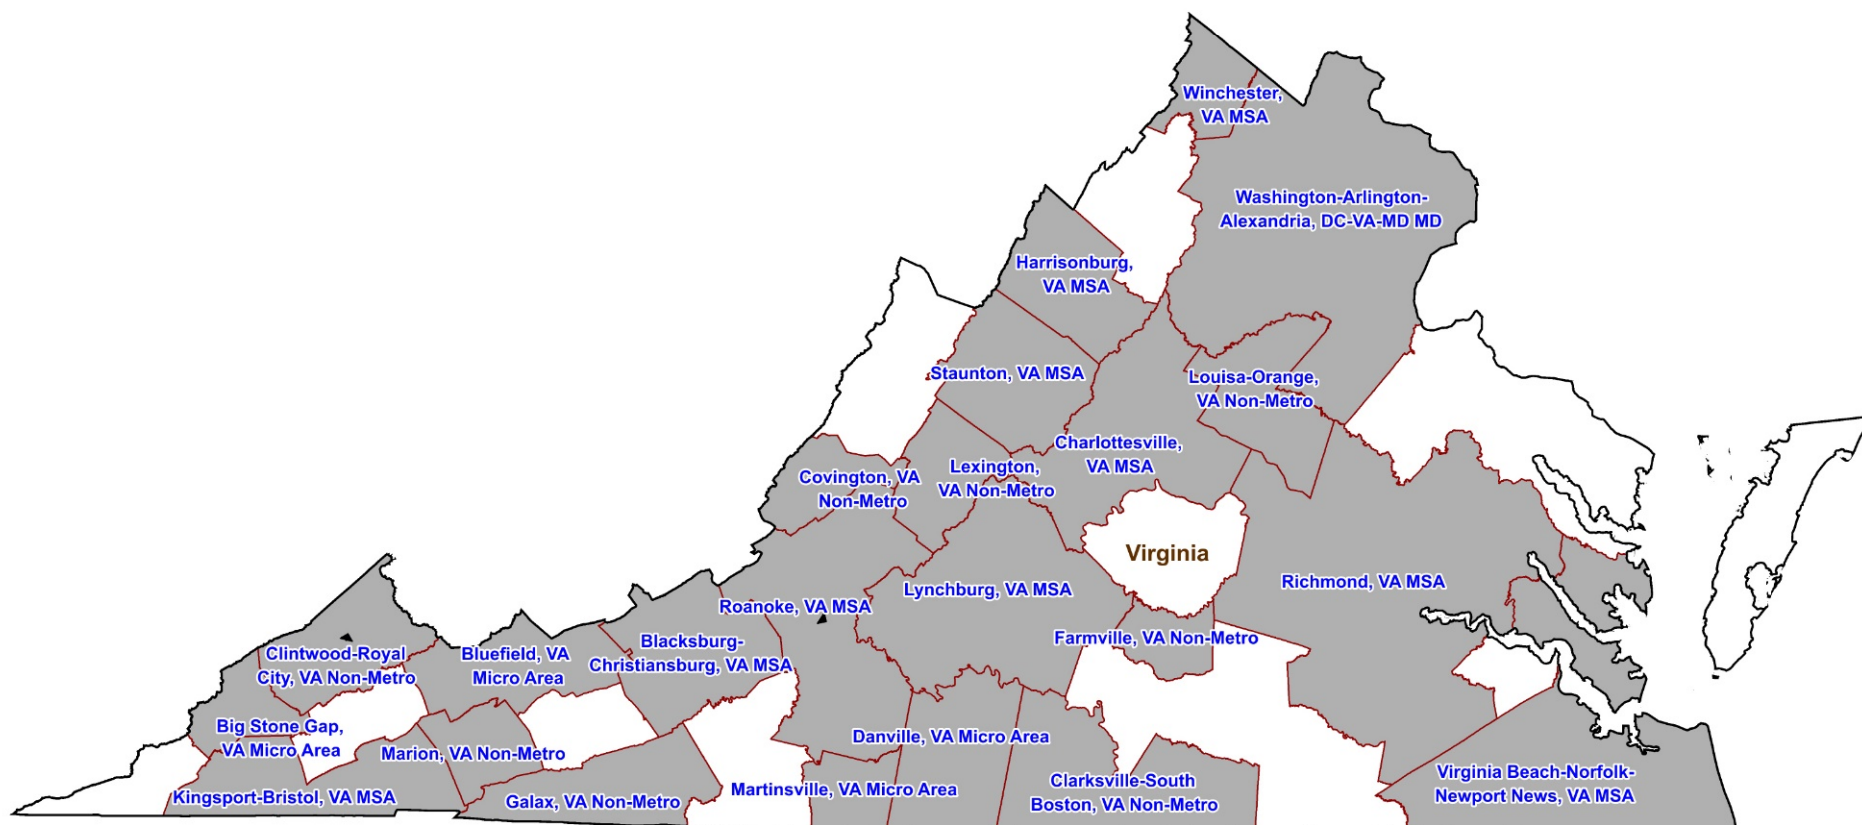 Winchester,
VA MSA
Washington-Arlington-
Alexandria, DC-VA-MD MD
Harrisonburg,
VA MSA
Staunton, VA MSA
Louisa-Orange,
VA Non-Metro
Charlottesville,
VA MSA
Lexington,
VA Non-Metro
Covington, VA
Non-Metro
Virginia
Richmond, VA MSA
Lynchburg, VA MSA
Roanoke, VA MSA
Farmville, VA Non-Metro
Blacksburg-
Christiansburg, VA MSA
Bluefield, VA
Micro Area
Clintwood-Royal
City, VA Non-Metro
Big Stone Gap,
VA Micro Area
Marion, VA Non-Metro
Danville, VA Micro Area
Kingsport-Bristol, VA MSA
Galax, VA Non-Metro
Martinsville, VA Micro Area
Clarksville-South
Boston, VA Non-Metro
Virginia Beach-Norfolk-
Newport News, VA MSA